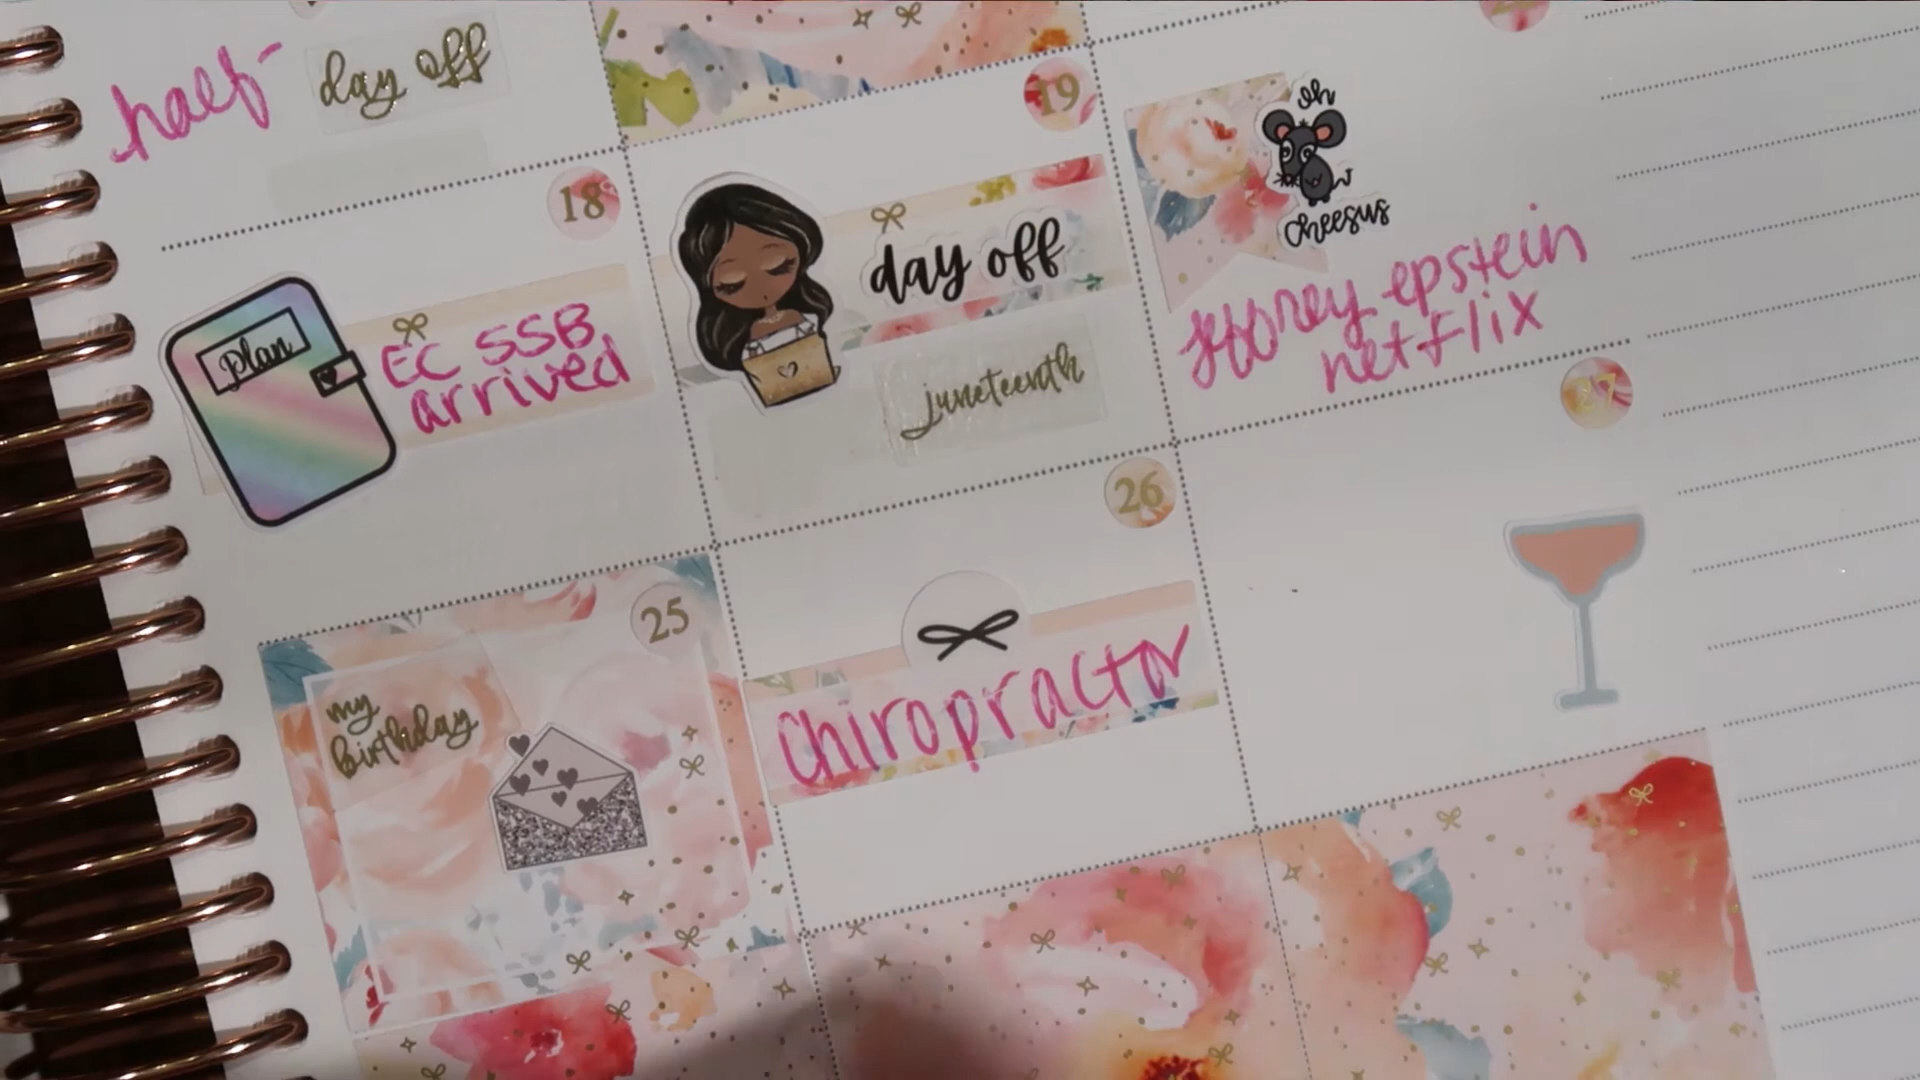 half-
day off
18
Plan
EC SSB
arrived
19
day off
juneteenth
oh
cheesus
Jeffrey epstein
netflix
25
my
birthday
26
Chiropractor
27